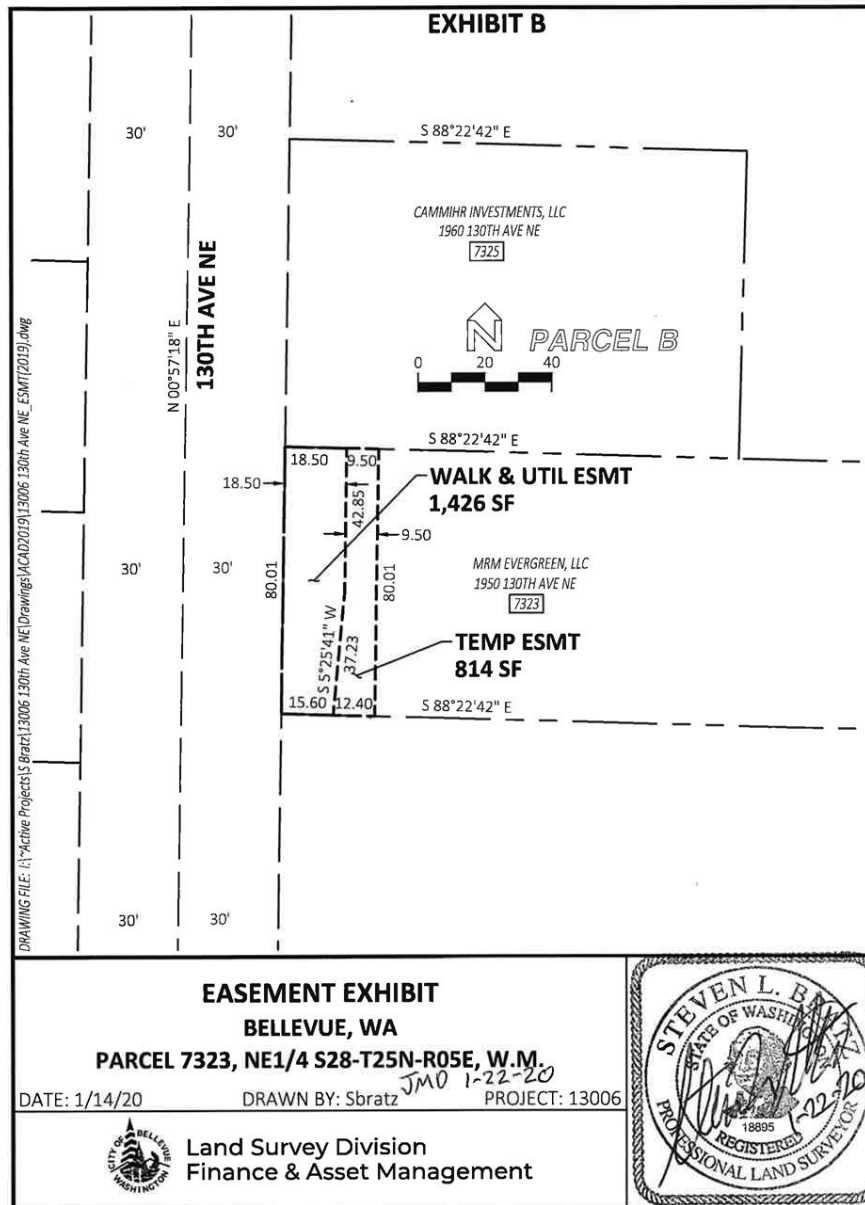 EXHIBIT B
30'
30'
S 88°22'42" E
CAMMIHR INVESTMENTS, LLC
1960 130TH AVE NE
7325
130TH AVE NE
N 00°57'18" E
N
PARCEL B
0 20 40
S 88°22'42" E
18.50
9.50
18.50
WALK & UTIL ESMT
1,426 SF
42.85
9.50
30'
30'
80.01
80.01
MRM EVERGREEN, LLC
1950 130TH AVE NE
7323
S 5°25'41" W
37.23
TEMP ESMT
814 SF
15.60
12.40
S 88°22'42" E
30'
30'
DRAWING FILE: I:\~Active Projects\S Bratz\13006 130th Ave NE\Drawings\ACAD2019\13006 130th Ave NE_ESMT(2019).dwg
EASEMENT EXHIBIT
BELLEVUE, WA
PARCEL 7323, NE1/4 S28-T25N-R05E, W.M.
JMD 1-22-20
DATE: 1/14/20 DRAWN BY: Sbratz PROJECT: 13006
CITY OF BELLEVUE
WASHINGTON
Land Survey Division
Finance & Asset Management
STEVEN L.
STATE OF WASHINGTON
18895
REGISTERED
PROFESSIONAL LAND SURVEYOR
1-22-20